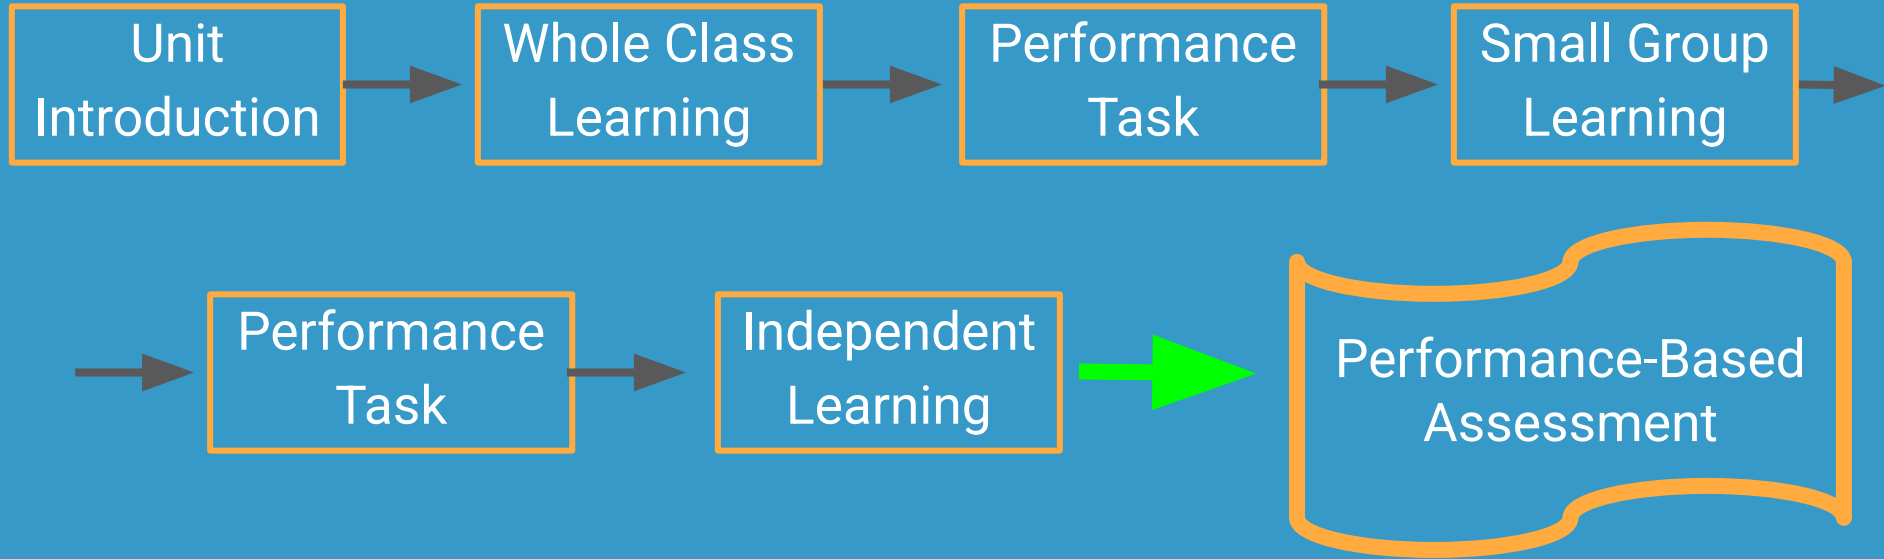 Unit
Introduction
Whole Class
Learning
Performance
Task
Small Group
Learning
Performance
Task
Independent
Learning
Performance-Based
Assessment